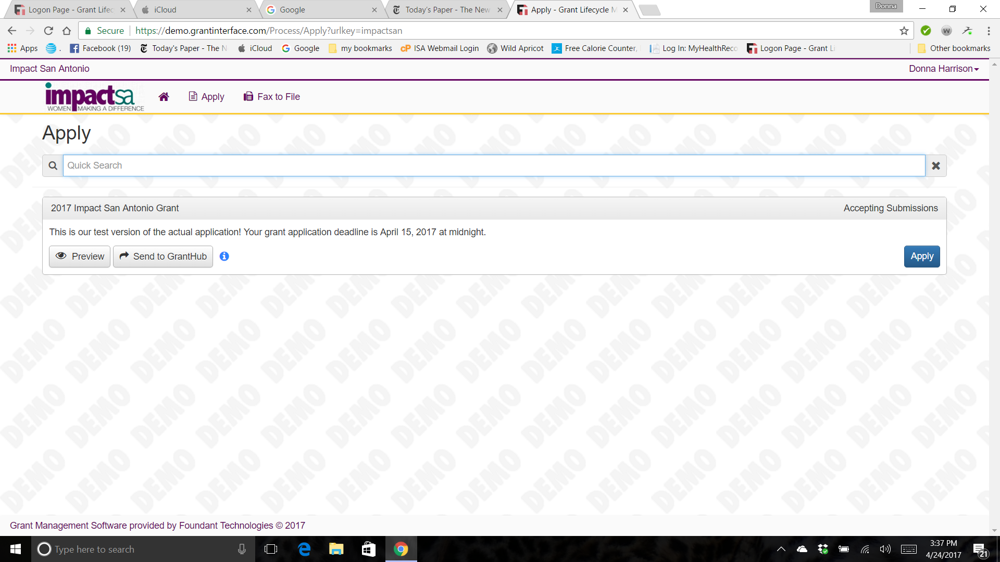 Logon Page - Grant Lifec
iCloud
Google
Today's Paper - The New
Apply - Grant Lifecycle M
Donna
Secure
https://demo.grantinterface.com/Process/Apply?urlkey=impactsan
W
Apps
.
Facebook (19)
Today's Paper - The N
iCloud
Google
my bookmarks
cP ISA Webmail Login
Wild Apricot
Free Calorie Counter,
Log In: MyHealthReco
Logon Page - Grant Li
Other bookmarks
Impact San Antonio
Donna Harrison
impactsa
WOMEN MAKING A DIFFERENCE
Apply
Fax to File
Apply
Quick Search
2017 Impact San Antonio Grant
Accepting Submissions
This is our test version of the actual application! Your grant application deadline is April 15, 2017 at midnight.
Preview
Send to GrantHub
Apply
DEMO
Grant Management Software provided by Foundant Technologies © 2017
Type here to search
3:37 PM
4/24/2017
21